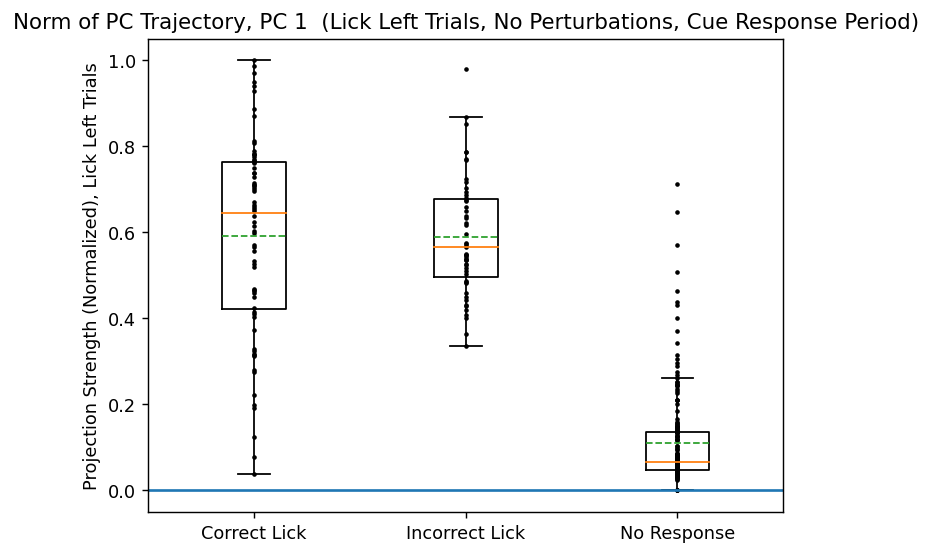 Norm of PC Trajectory, PC 1  (Lick Left Trials, No Perturbations, Cue Response Period)
Projection Strength (Normalized), Lick Left Trials
1.0
0.8
0.6
0.4
0.2
0.0
Correct Lick
Incorrect Lick
No Response